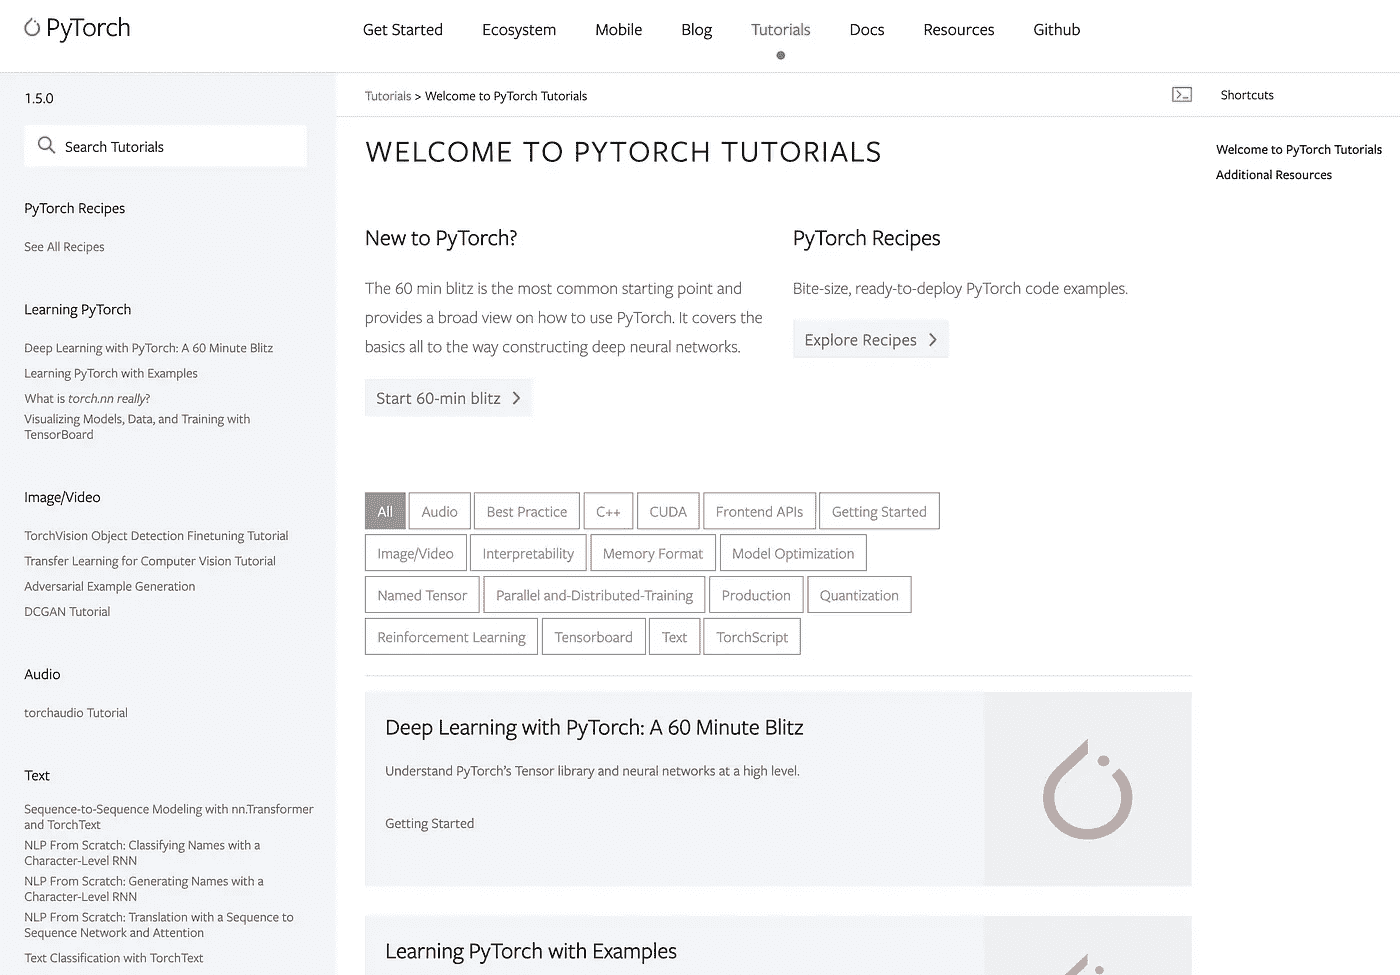 PyTorch
Get Started
Ecosystem
Mobile
Blog
Tutorials
Docs
Resources
Github
1.5.0
Search Tutorials
PyTorch Recipes
See All Recipes
Learning PyTorch
Deep Learning with PyTorch: A 60 Minute Blitz
Learning PyTorch with Examples
What is torch.nn really?
Visualizing Models, Data, and Training with
TensorBoard
Image/Video
TorchVision Object Detection Finetuning Tutorial
Transfer Learning for Computer Vision Tutorial
Adversarial Example Generation
DCGAN Tutorial
Audio
torchaudio Tutorial
Text
Sequence-to-Sequence Modeling with nn.Transformer
and TorchText
NLP From Scratch: Classifying Names with a
Character-Level RNN
NLP From Scratch: Generating Names with a
Character-Level RNN
NLP From Scratch: Translation with a Sequence to
Sequence Network and Attention
Text Classification with TorchText
Tutorials > Welcome to PyTorch Tutorials
Shortcuts
WELCOME TO PYTORCH TUTORIALS
New to PyTorch?
The 60 min blitz is the most common starting point and
provides a broad view on how to use PyTorch. It covers the
basics all to the way constructing deep neural networks.
Start 60-min blitz
PyTorch Recipes
Bite-size, ready-to-deploy PyTorch code examples.
Explore Recipes
All
Audio
Best Practice
C++
CUDA
Frontend APIs
Getting Started
Image/Video
Interpretability
Memory Format
Model Optimization
Named Tensor
Parallel and-Distributed-Training
Production
Quantization
Reinforcement Learning
Tensorboard
Text
TorchScript
Deep Learning with PyTorch: A 60 Minute Blitz
Understand PyTorch's Tensor library and neural networks at a high level.
Getting Started
Learning PyTorch with Examples
Welcome to PyTorch Tutorials
Additional Resources